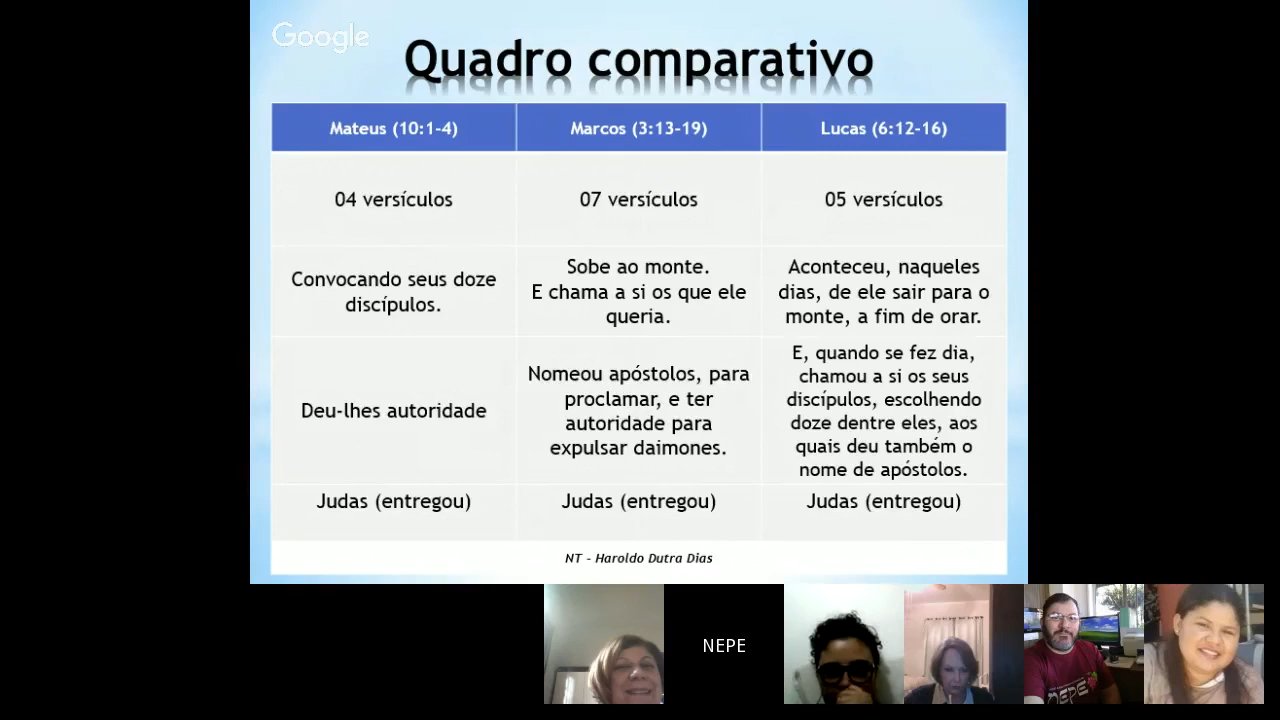 Google
Quadro comparativo
Mateus (10:1-4)
Marcos (3:13-19)
Lucas (6:12-16)
04 versículos
07 versículos
05 versículos
Convocando seus doze
discípulos.
Sobe ao monte.
E chama a si os que ele
queria.
Aconteceu, naqueles
dias, de ele sair para o
monte, a fim de orar.
Deu-lhes autoridade
Nomeou apóstolos, para
proclamar, e ter
autoridade para
expulsar daimones.
E, quando se fez dia,
chamou a si os seus
discípulos, escolhendo
doze dentre eles, aos
quais deu também o
nome de apóstolos.
Judas (entregou)
Judas (entregou)
Judas (entregou)
NT - Haroldo Dutra Dias
NEPE
NEPE